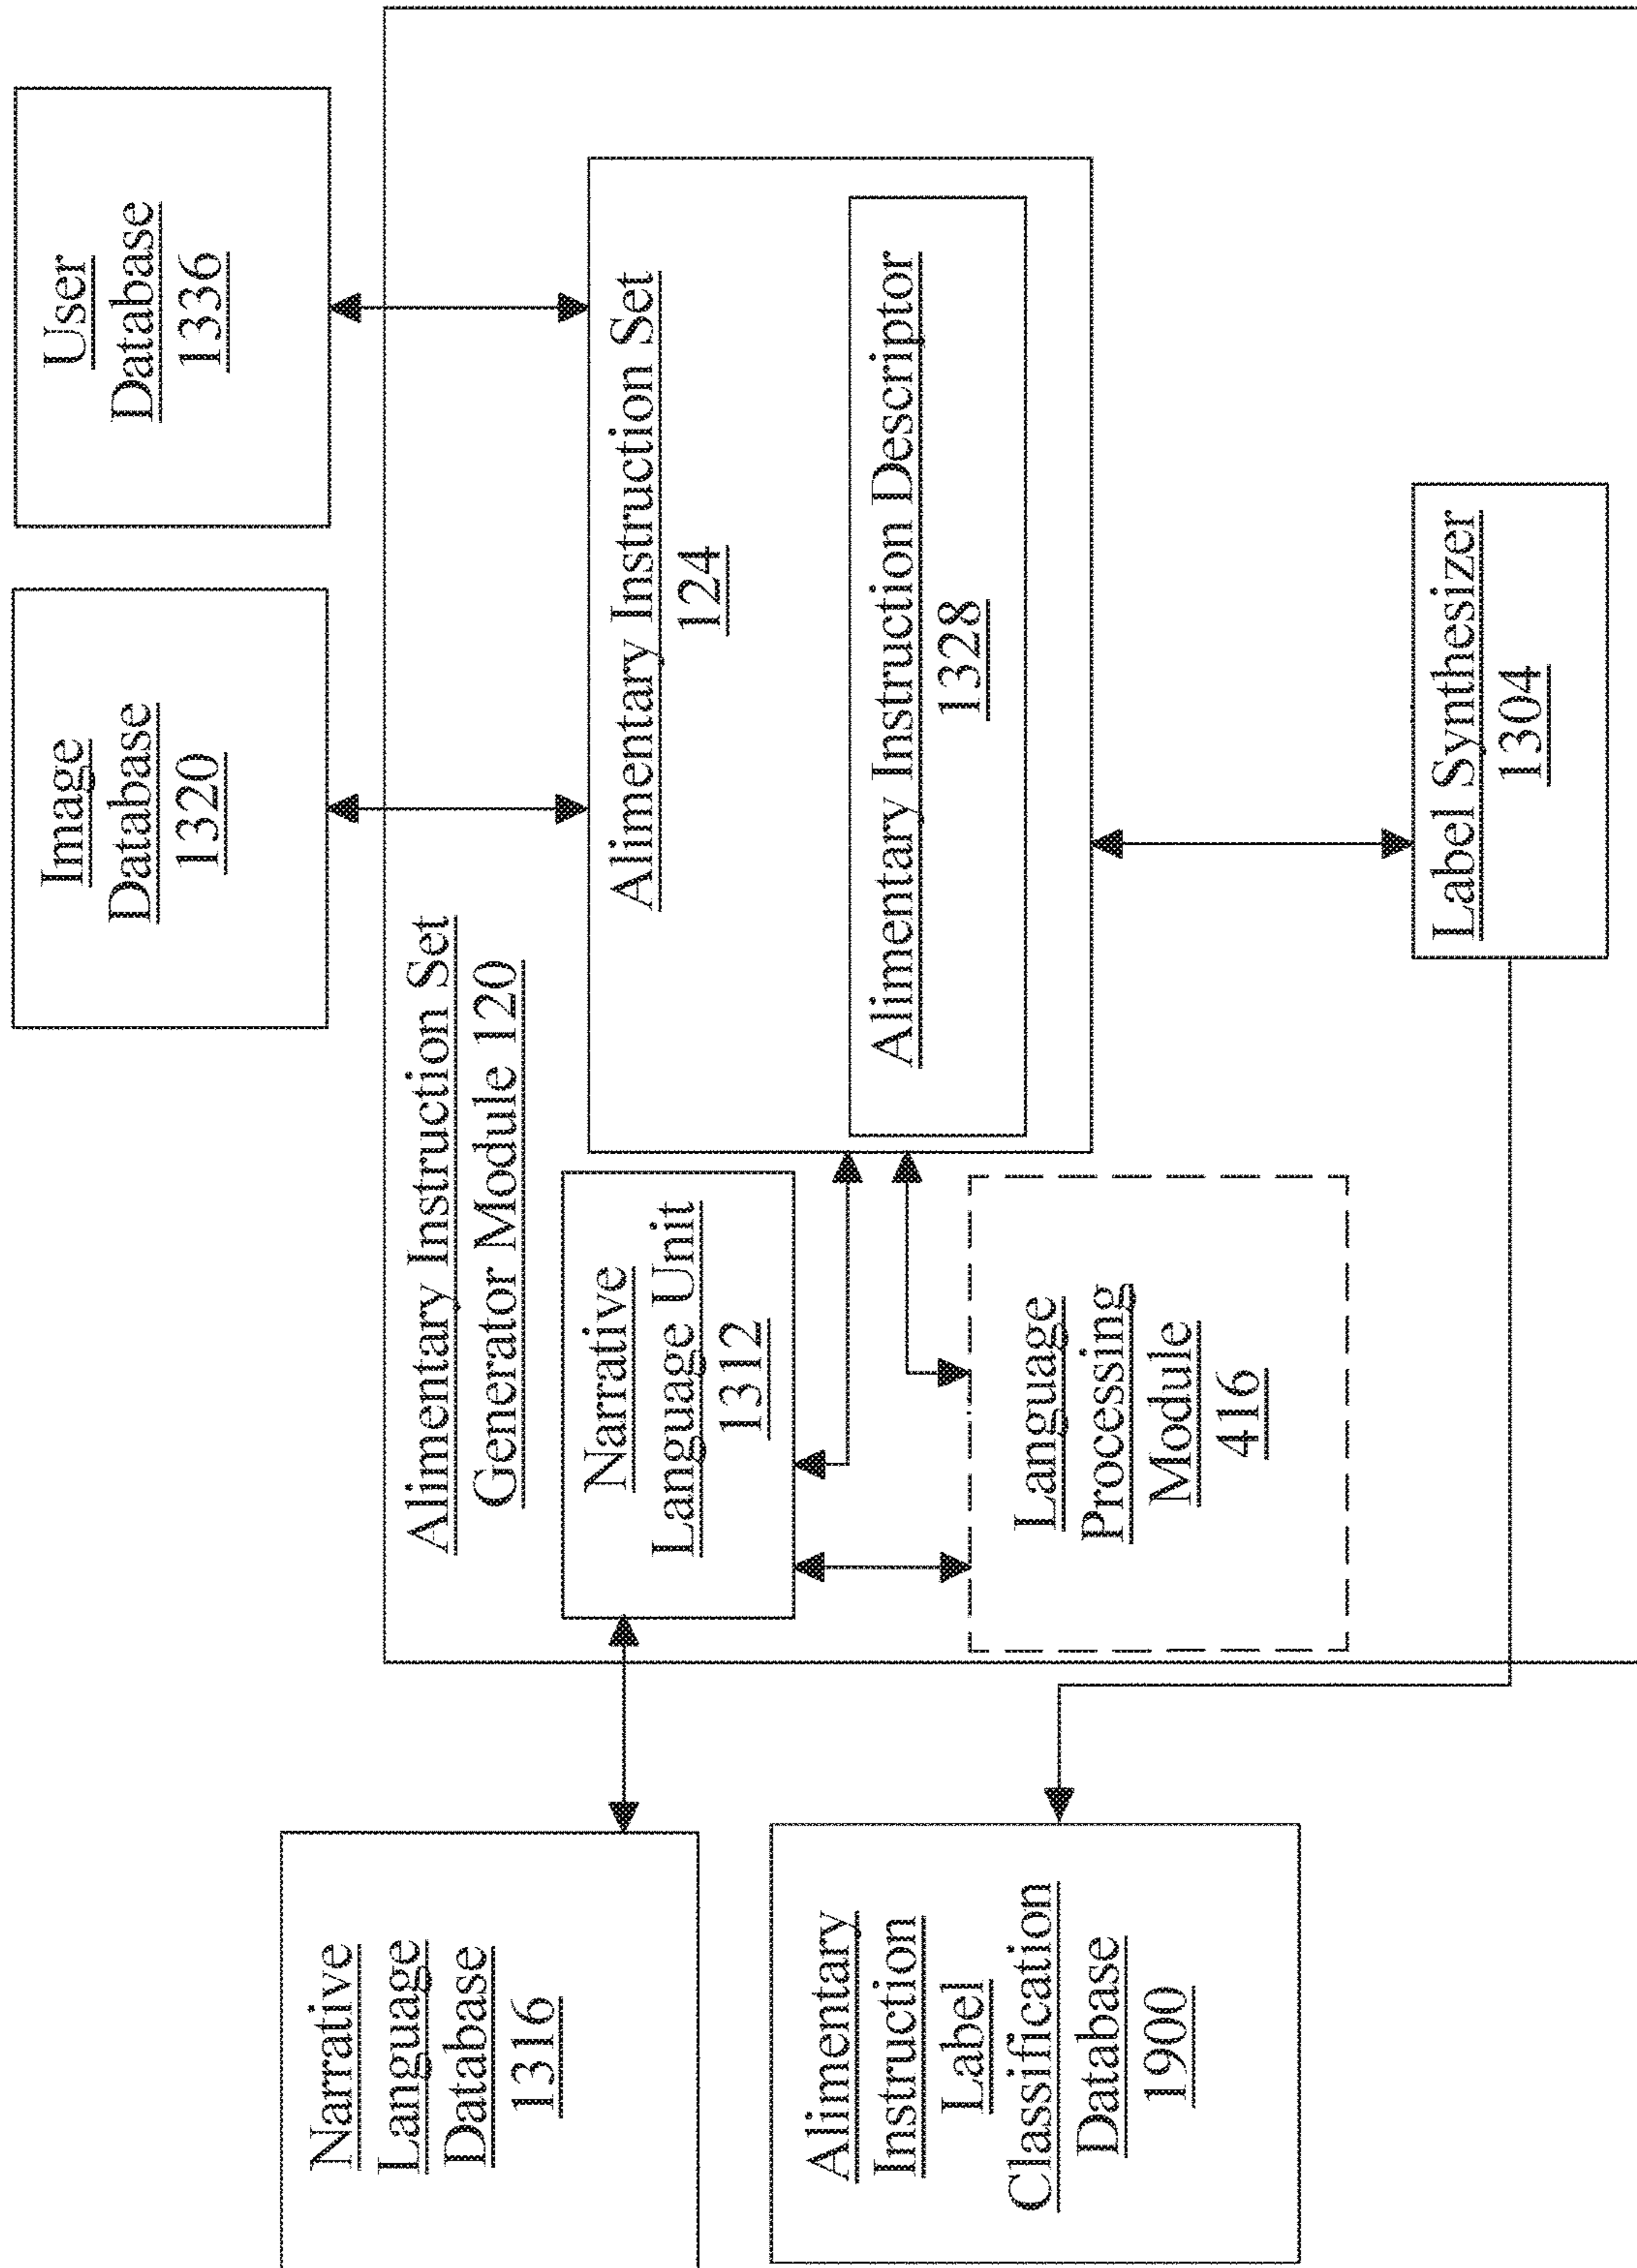 Narrative
Language
Database
1316
Alimentary
Instruction
Label
Classification
Database
1900
Alimentary Instruction Set
Generator Module 120
Narrative
Language Unit
1312
Language
Processing
Module
416
Image
Database
1320
User
Database
1336
Alimentary Instruction Set
124
Alimentary Instruction Descriptor
1328
Label Synthesizer
1304